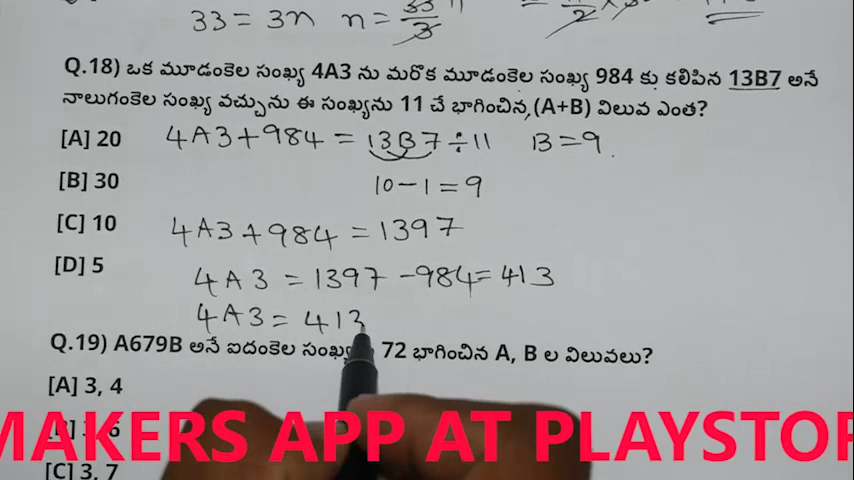 33 = 3n n = 33/3
Q.18) ఒక మూడంకెల సంఖ్య 4A3 ను మరొక మూడంకెల సంఖ్య 984 కు కలిపిన 13B7 అనే
నాలుగంకెల సంఖ్య వచ్చును ఈ సంఖ్యను 11 చే భాగించిన,(A+B) విలువ ఎంత?
[A] 20 4A3+984 = 13B7÷11 B=9.
[B] 30 10-1=9
[C] 10 4A3+984 = 1397
[D] 5 4A3 = 1397-984=413
4A3= 413
Q.19) A679B అనే ఐదంకెల 72 భాగించిన A, B ల విలువలు?
[A] 3, 4
MAKERS APP AT PLAYSTOR
[C] 3, 7